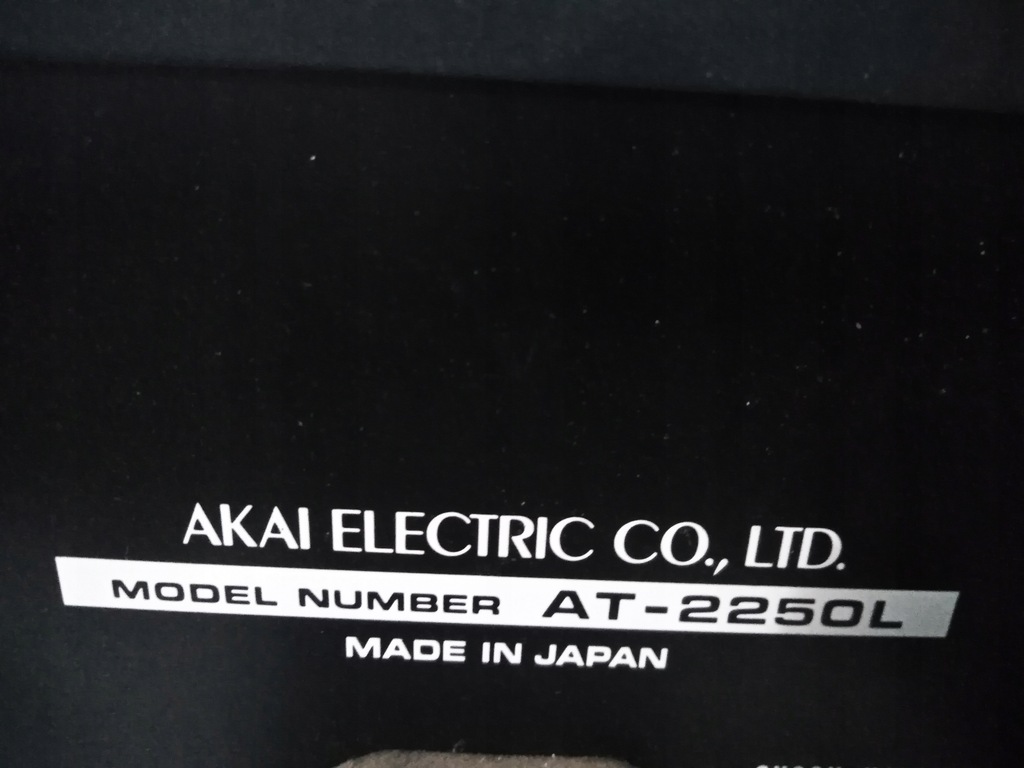 AKAI ELECTRIC CO., LTD.
MODEL NUMBER AT-2250L
MADE IN JAPAN